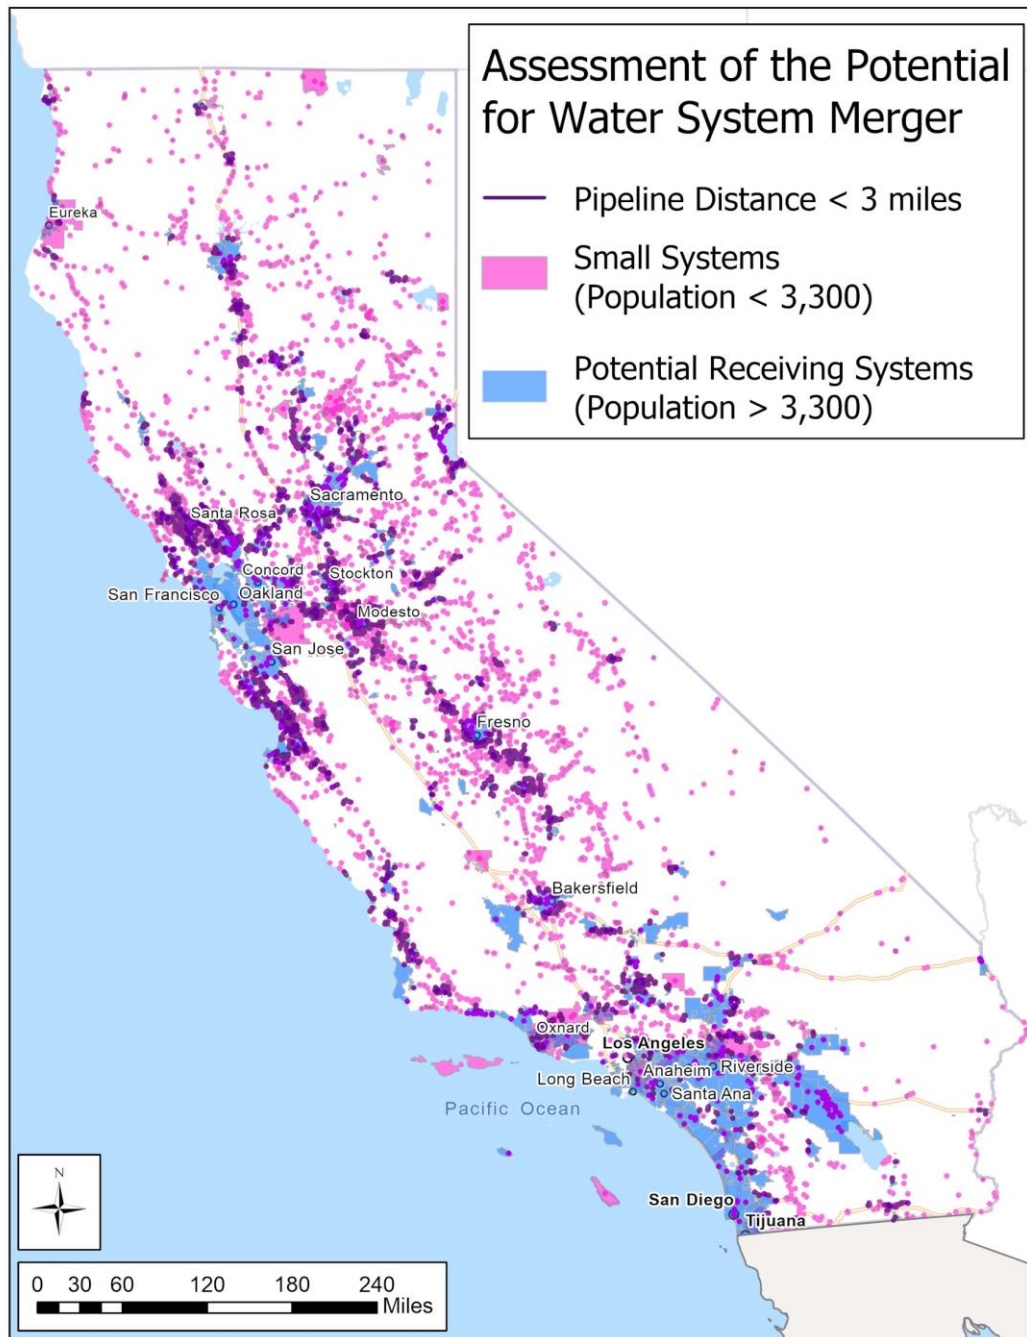 Assessment of the Potential
for Water System Merger
Pipeline Distance < 3 miles
Small Systems
(Population < 3,300)
Potential Receiving Systems
(Population > 3,300)
Eureka
Sacramento
Santa Rosa
Concord
Stockton
San Francisco
Oakland
Modesto
San Jose
Fresno
Bakersfield
Oxnard
Los Angeles
Anaheim
Riverside
Long Beach
Santa Ana
Pacific Ocean
San Diego
Tijuana
N
0 30 60 120 180 240
Miles